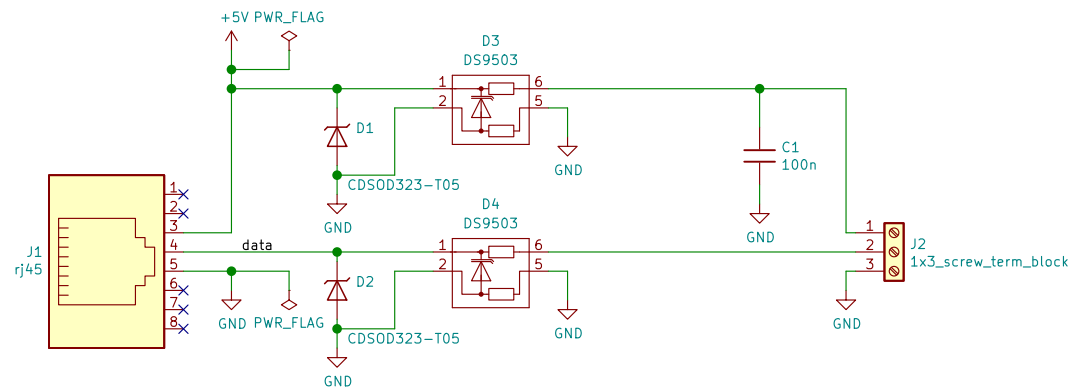 +5V PWR_FLAG
D3
DS9503
1
2
6
5
D1
CDSOD323-T05
GND
GND
C1
100n
GND
J1
rj45
1
2
3
4
5
6
7
8
data
GND
PWR_FLAG
D2
CDSOD323-T05
GND
D4
DS9503
1
2
6
5
GND
1
2
3
J2
1x3_screw_term_block
GND